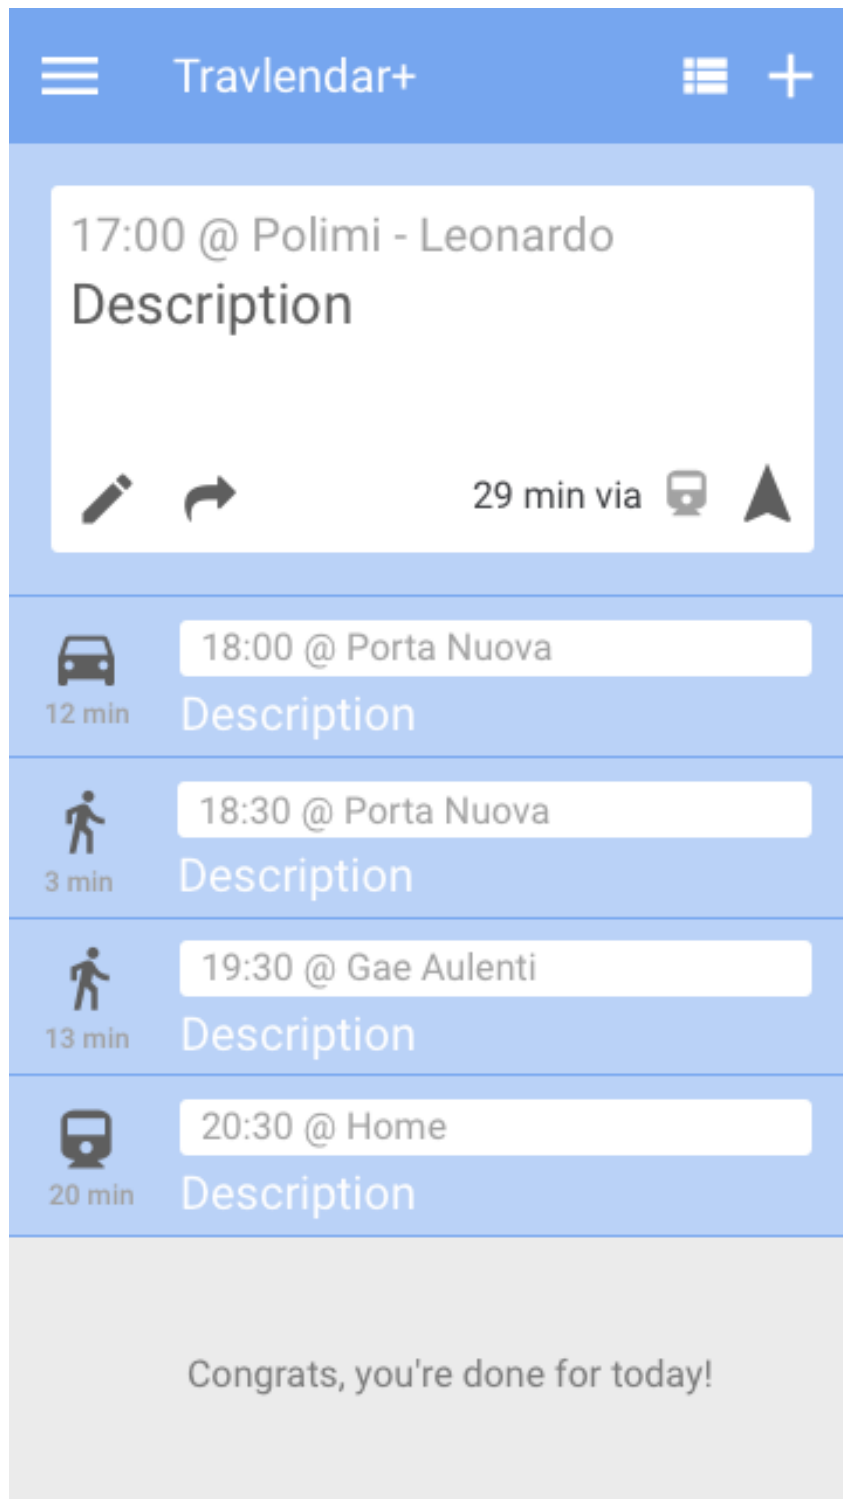 Travlendar+
17:00 @ Polimi - Leonardo
Description
29 min via
18:00 @ Porta Nuova
12 min
Description
18:30 @ Porta Nuova
3 min
Description
19:30 @ Gae Aulenti
13 min
Description
20:30 @ Home
20 min
Description
Congrats, you're done for today!